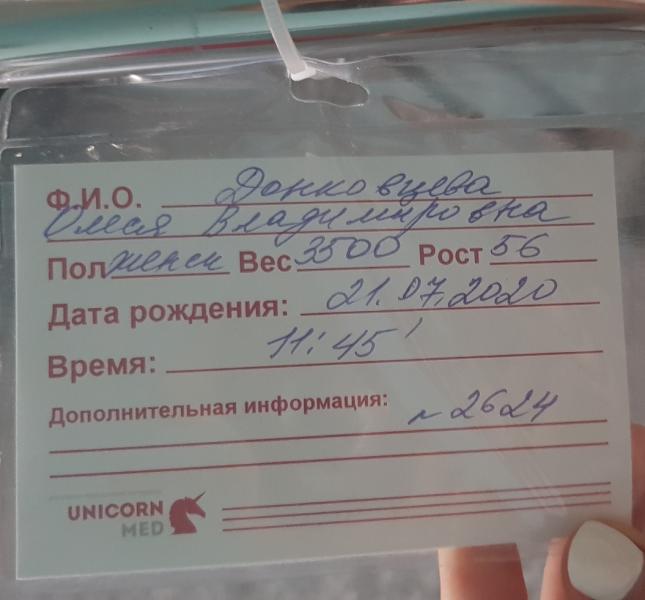 Ф.И.О. Донковцева
Олеся Владимировна
Пол женск Вес 3500 Рост 56
Дата рождения: 21.07.2020
Время: 11:45'
Дополнительная информация: 2624
UNICORN
MED